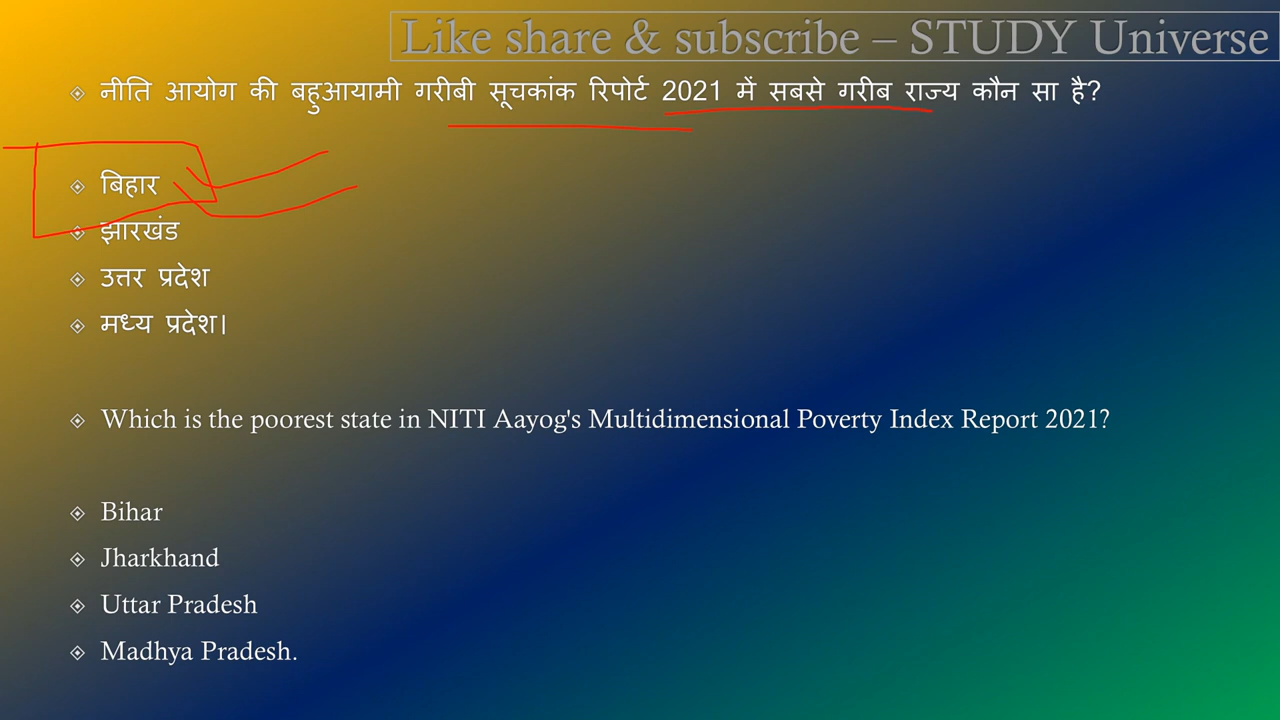 Like share & subscribe – STUDY Universe
नीति आयोग की बहुआयामी गरीबी सूचकांक रिपोर्ट 2021 में सबसे गरीब राज्य कौन सा है?
बिहार
झारखंड
उत्तर प्रदेश
मध्य प्रदेश।
Which is the poorest state in NITI Aayog's Multidimensional Poverty Index Report 2021?
Bihar
Jharkhand
Uttar Pradesh
Madhya Pradesh.